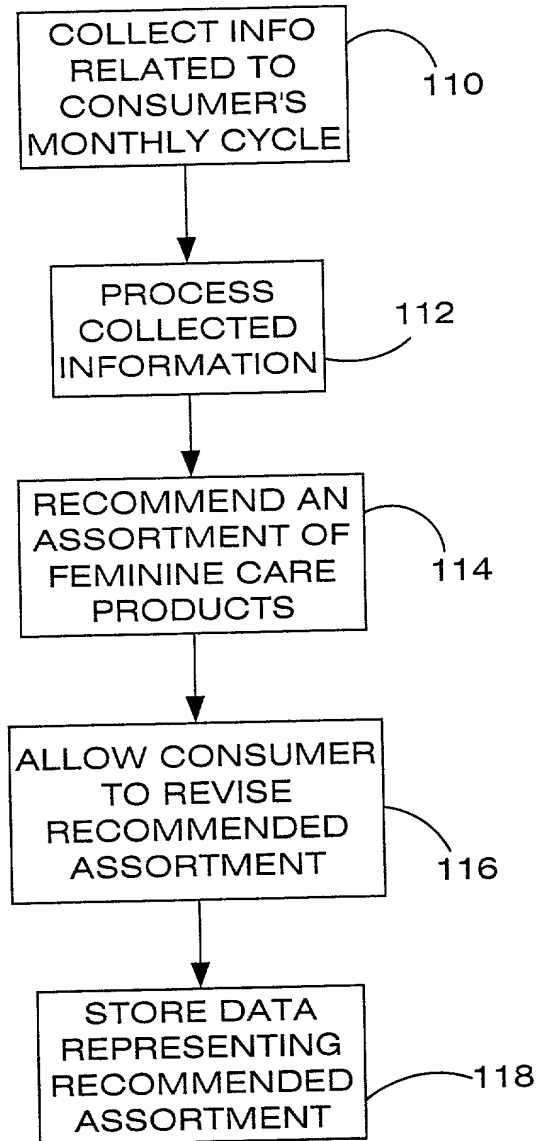 COLLECT INFO
RELATED TO
CONSUMER'S
MONTHLY CYCLE
110
PROCESS
COLLECTED
INFORMATION
112
RECOMMEND AN
ASSORTMENT OF
FEMININE CARE
PRODUCTS
114
ALLOW CONSUMER
TO REVISE
RECOMMENDED
ASSORTMENT
116
STORE DATA
REPRESENTING
RECOMMENDED
ASSORTMENT
118